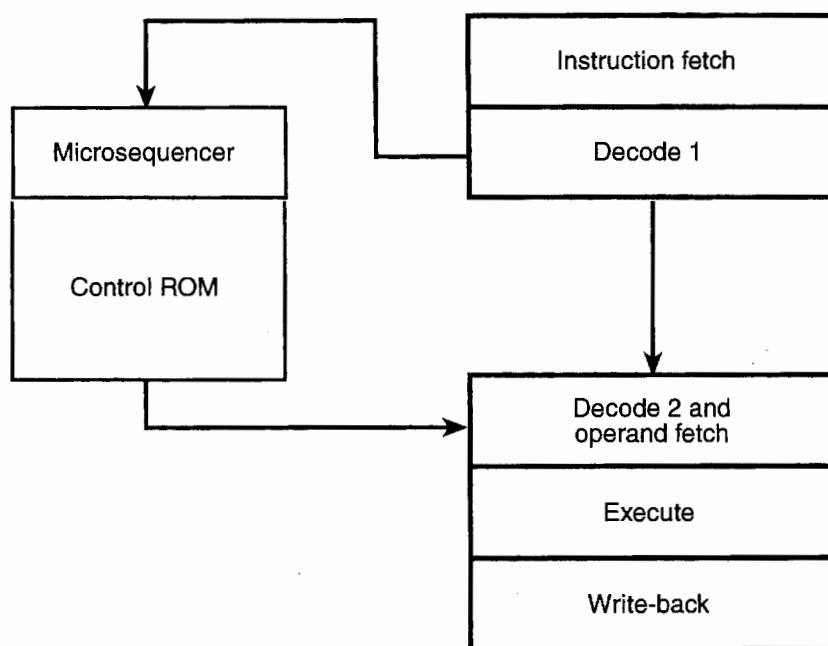 Instruction fetch
Microsequencer
Decode 1
Control ROM
Decode 2 and
operand fetch
Execute
Write-back